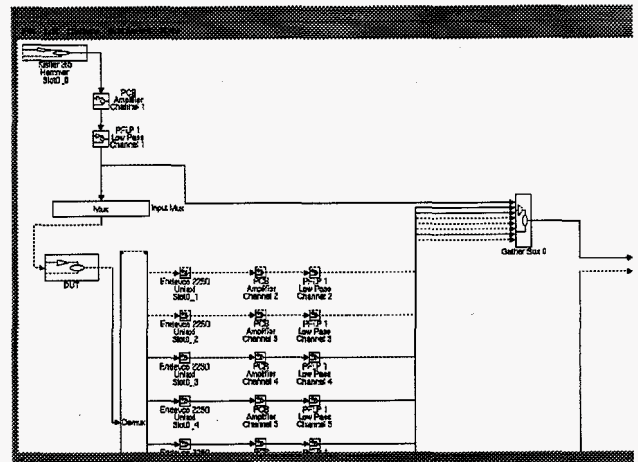 Hammer
Slot0_0
PCB
Amplifier
Channel 1
PFLP 1
Low Pass
Channel 1
Mux
Input Mux
Gather Bus 0
DUT
Demux
Endevco 2250
Uniaxl
Slot0_1
PCB
Amplifier
Channel 2
PFLP 1
Low Pass
Channel 2
Endevco 2250
Uniaxl
Slot0_2
PCB
Amplifier
Channel 3
PFLP 1
Low Pass
Channel 3
Endevco 2250
Uniaxl
Slot0_3
PCB
Amplifier
Channel 4
PFLP 1
Low Pass
Channel 4
Endevco 2250
Uniaxl
Slot0_4
PCB
Amplifier
Channel 5
PFLP 1
Low Pass
Channel 5